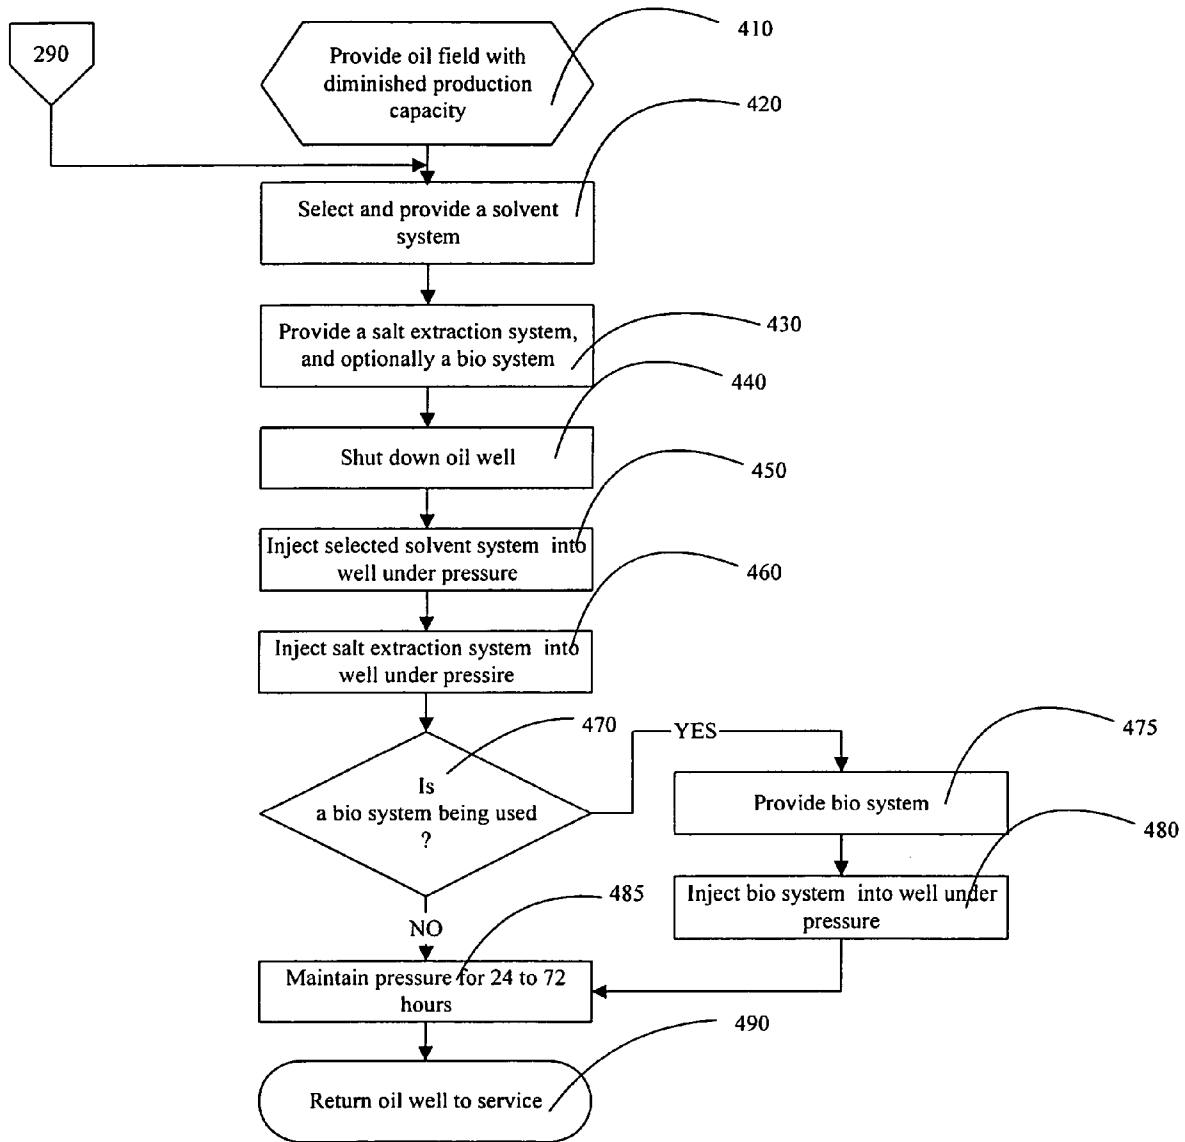 290
Provide oil field with
diminished production
capacity
410
420
Select and provide a solvent
system
Provide a salt extraction system,
and optionally a bio system
430
440
Shut down oil well
450
Inject selected solvent system into
well under pressure
460
Inject salt extraction system into
well under pressire
470
YES
475
Is
a bio system being used
?
Provide bio system
480
485
Inject bio system into well under
pressure
NO
Maintain pressure for 24 to 72
hours
490
Return oil well to service